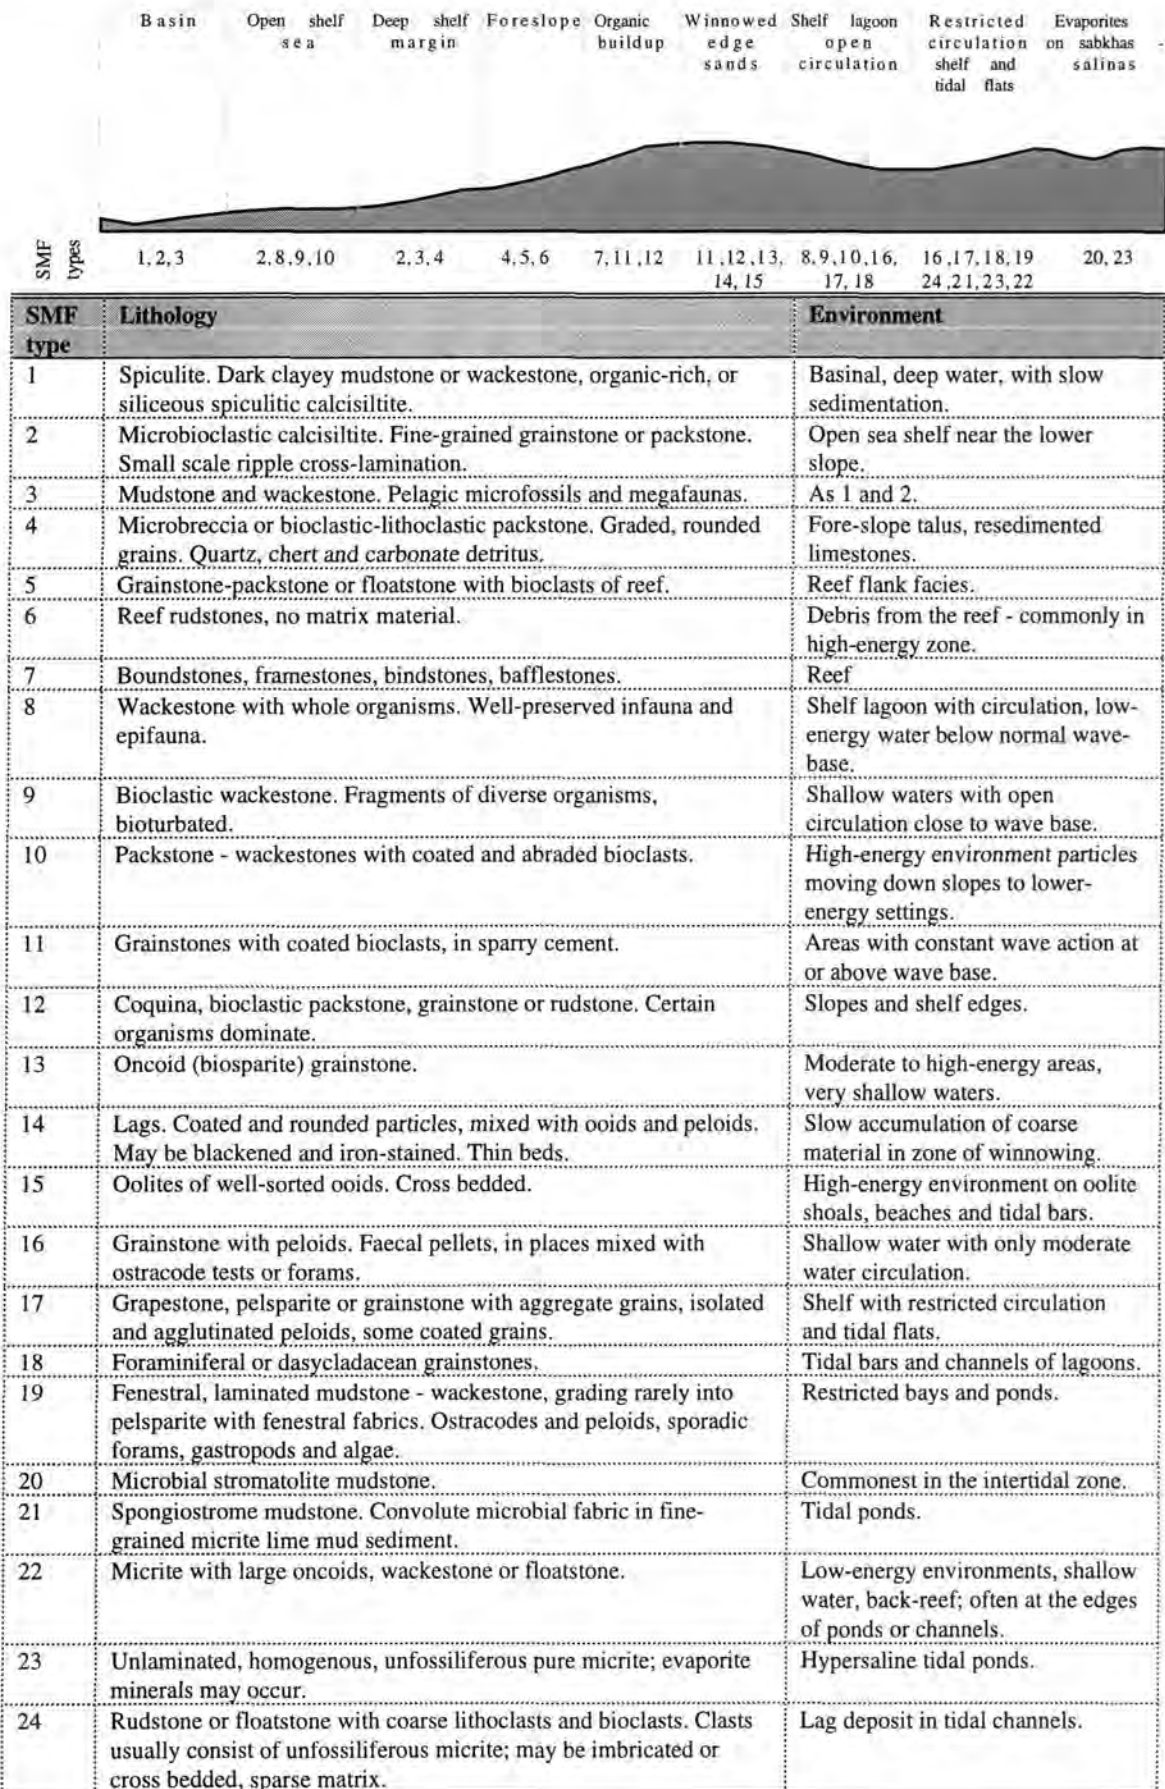 Basin
Open shelf
sea
Deep shelf
margin
Foreslope
Organic
buildup
Winnowed
edge
sands
Shelf lagoon
open
circulation
Restricted
circulation
shelf and
tidal flats
Evaporites
on sabkhas -
salinas
SMF
types
1,2,3
2,8,9,10
2,3,4
4,5,6
7,11,12
11,12,13,
14,15
8,9,10,16,
17,18
16,17,18,19
24,21,23,22
20,23
SMF
type
Lithology
Environment
1
Spiculite. Dark clayey mudstone or wackestone, organic-rich, or
siliceous spiculitic calcisiltite.
Basinal, deep water, with slow
sedimentation.
2
Microbioclastic calcisiltite. Fine-grained grainstone or packstone.
Small scale ripple cross-lamination.
Open sea shelf near the lower
slope.
3
Mudstone and wackestone. Pelagic microfossils and megafaunas.
As 1 and 2.
4
Microbreccia or bioclastic-lithoclastic packstone. Graded, rounded
grains. Quartz, chert and carbonate detritus.
Fore-slope talus, resedimented
limestones.
5
Grainstone-packstone or floatstone with bioclasts of reef.
Reef flank facies.
6
Reef rudstones, no matrix material.
Debris from the reef - commonly in
high-energy zone.
7
Boundstones, framestones, bindstones, bafflestones.
Reef
8
Wackestone with whole organisms. Well-preserved infauna and
epifauna.
Shelf lagoon with circulation, low-
energy water below normal wave-
base.
9
Bioclastic wackestone. Fragments of diverse organisms,
bioturbated.
Shallow waters with open
circulation close to wave base.
10
Packstone - wackestones with coated and abraded bioclasts.
High-energy environment particles
moving down slopes to lower-
energy settings.
11
Grainstones with coated bioclasts, in sparry cement.
Areas with constant wave action at
or above wave base.
12
Coquina, bioclastic packstone, grainstone or rudstone. Certain
organisms dominate.
Slopes and shelf edges.
13
Oncoid (biosparite) grainstone.
Moderate to high-energy areas,
very shallow waters.
14
Lags. Coated and rounded particles, mixed with ooids and peloids.
May be blackened and iron-stained. Thin beds.
Slow accumulation of coarse
material in zone of winnowing.
15
Oolites of well-sorted ooids. Cross bedded.
High-energy environment on oolite
shoals, beaches and tidal bars.
16
Grainstone with peloids. Faecal pellets, in places mixed with
ostracode tests or forams.
Shallow water with only moderate
water circulation.
17
Grapestone, pelsparite or grainstone with aggregate grains, isolated
and agglutinated peloids, some coated grains.
Shelf with restricted circulation
and tidal flats.
18
Foraminiferal or dasycladacean grainstones.
Tidal bars and channels of lagoons.
19
Fenestral, laminated mudstone - wackestone, grading rarely into
pelsparite with fenestral fabrics. Ostracodes and peloids, sporadic
forams, gastropods and algae.
Restricted bays and ponds.
20
Microbial stromatolite mudstone.
Commonest in the intertidal zone.
21
Spongiostrome mudstone. Convolute microbial fabric in fine-
grained micrite lime mud sediment.
Tidal ponds.
22
Micrite with large oncoids, wackestone or floatstone.
Low-energy environments, shallow
water, back-reef; often at the edges
of ponds or channels.
23
Unlaminated, homogenous, unfossiliferous pure micrite; evaporite
minerals may occur.
Hypersaline tidal ponds.
24
Rudstone or floatstone with coarse lithoclasts and bioclasts. Clasts
usually consist of unfossiliferous micrite; may be imbricated or
cross bedded, sparse matrix.
Lag deposit in tidal channels.